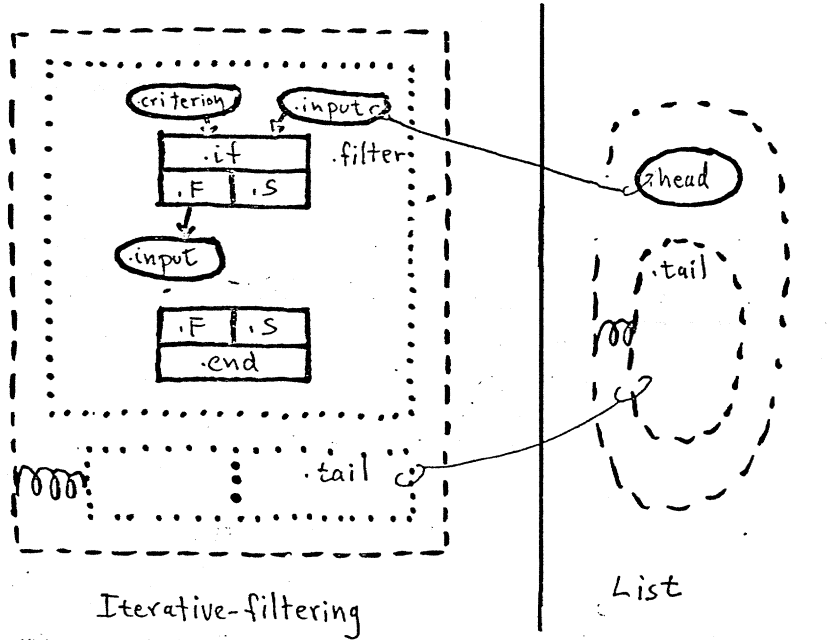 .criterion
.input
.if
.filter
.F
.S
.input
.F
.S
.end
.tail
.head
.tail
Iterative-filtering
List